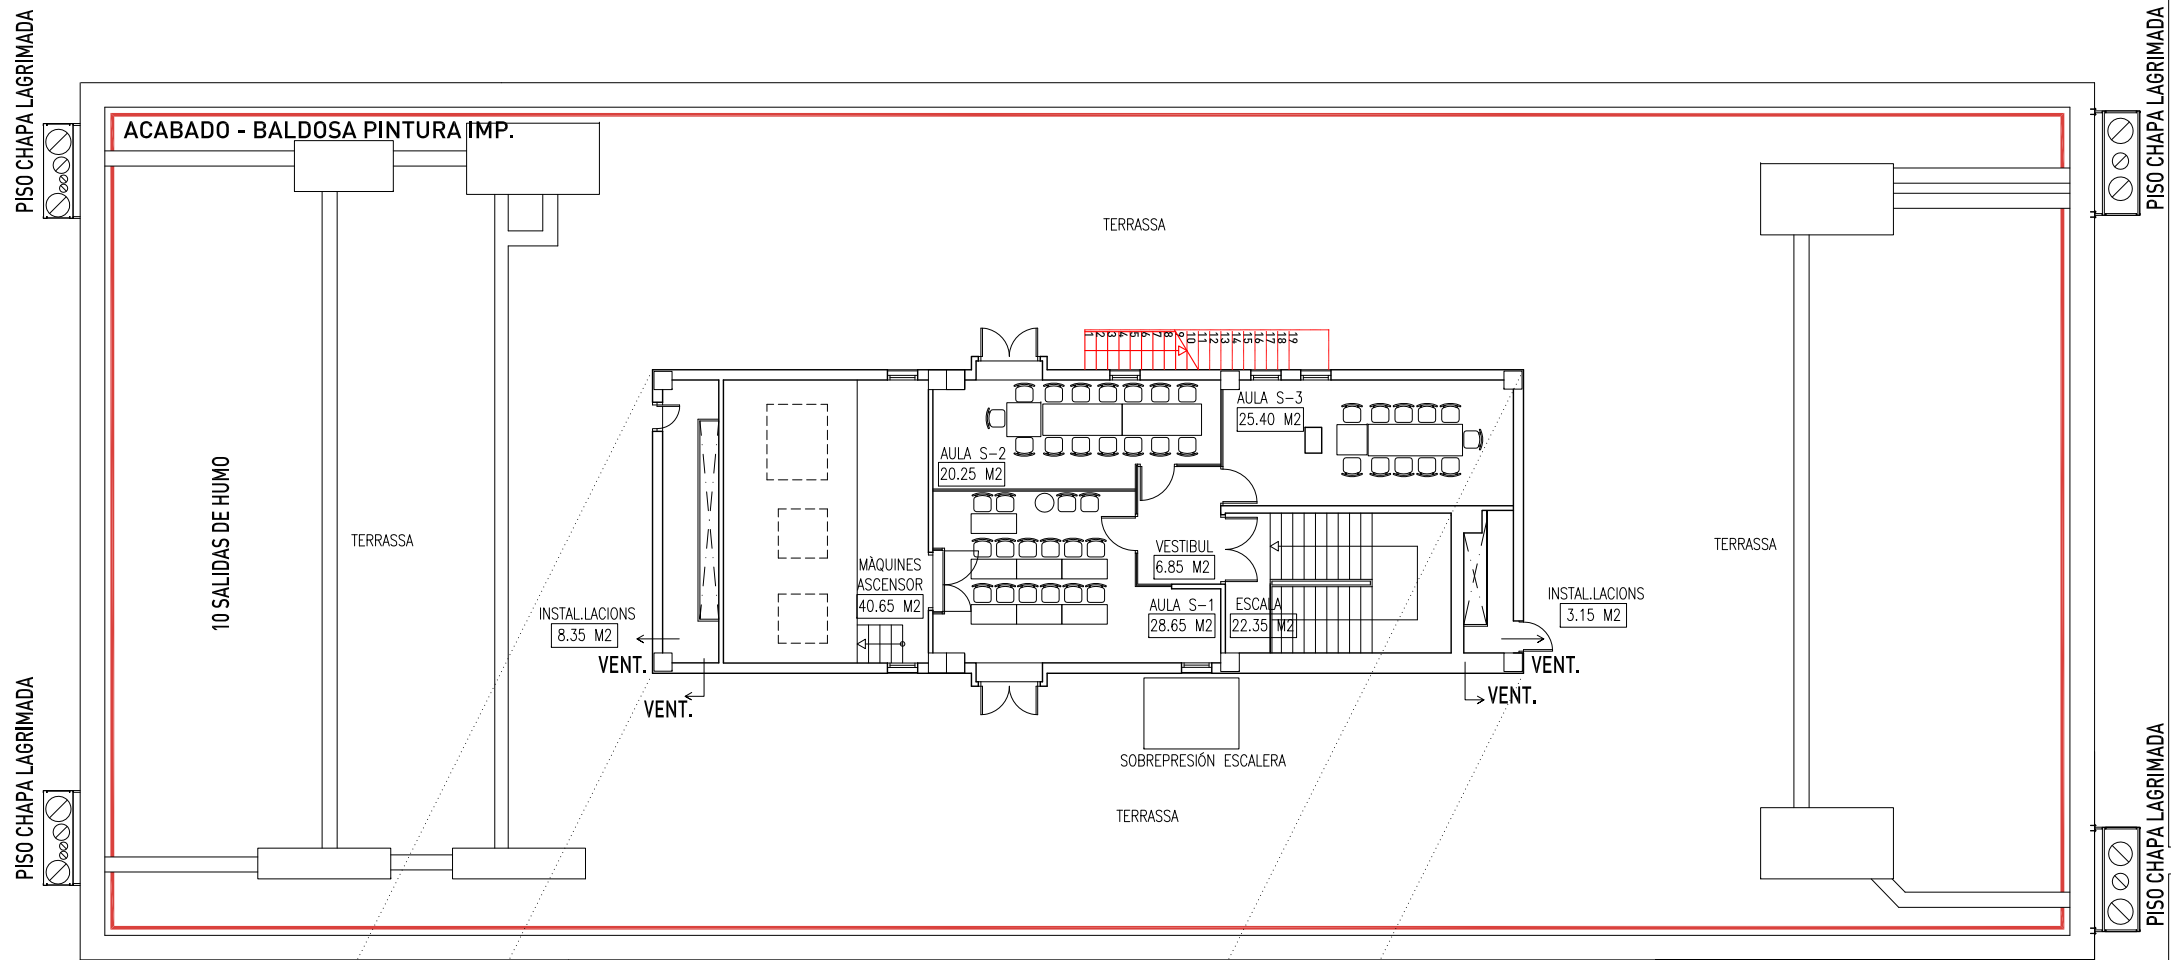 PISO CHAPA LAGRIMADA
PISO CHAPA LAGRIMADA
ACABADO - BALDOSA PINTURA IMP.
TERRASSA
1 2 3 4 5 6 7 8 9 10 11 12 13 14 15 16 17 18 19
AULA S-3
25.40 M2
AULA S-2
20.25 M2
10 SALIDAS DE HUMO
TERRASSA
TERRASSA
VESTIBUL
6.85 M2
MÀQUINES
ASCENSOR
40.65 M2
INSTAL.LACIONS
8.35 M2
AULA S-1
28.65 M2
ESCALA
22.35 M2
INSTAL.LACIONS
3.15 M2
VENT.
VENT.
VENT.
VENT.
SOBREPRESIÓN ESCALERA
TERRASSA
PISO CHAPA LAGRIMADA
PISO CHAPA LAGRIMADA